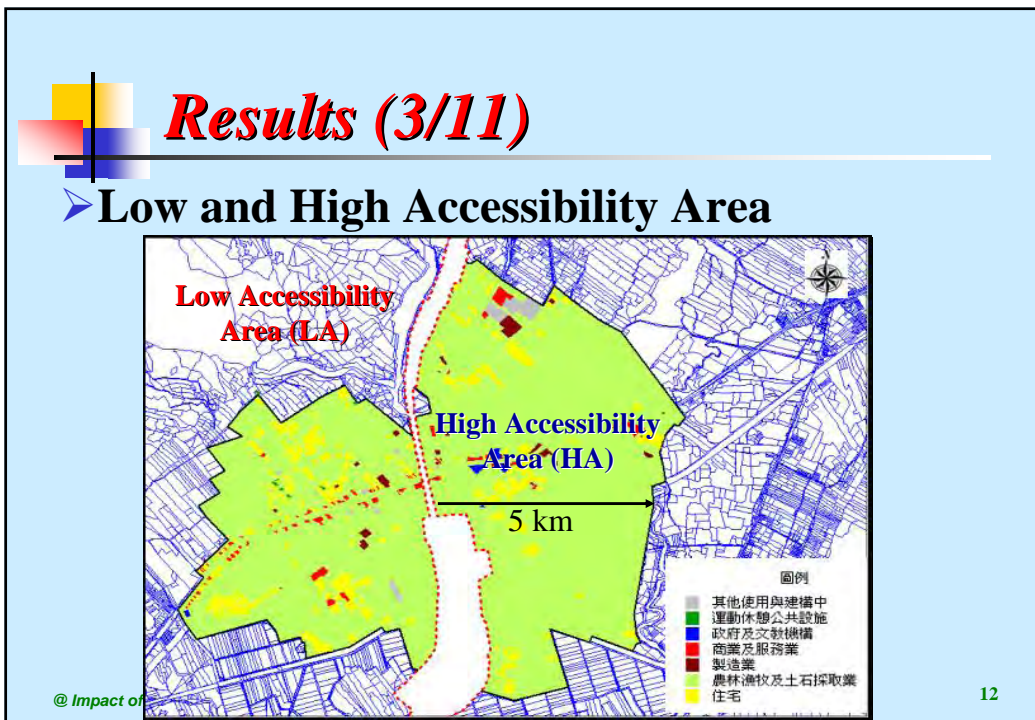 Results (3/11)
➢Low and High Accessibility Area
Low Accessibility
Area (LA)
High Accessibility
Area (HA)
5 km
圖例
其他使用與建構中
運動休憩公共設施
政府及文教機構
商業及服務業
製造業
農林漁牧及土石採取業
住宅
@ Impact of
12